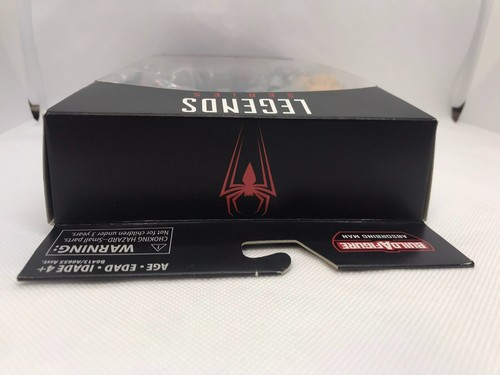 LEGENDS
SERIES
BUILD A FIGURE
ABSORBING MAN
AGE • EDAD • IDADE 4+
WARNING:
CHOKING HAZARD–Small parts.
Not for children under 3 years.